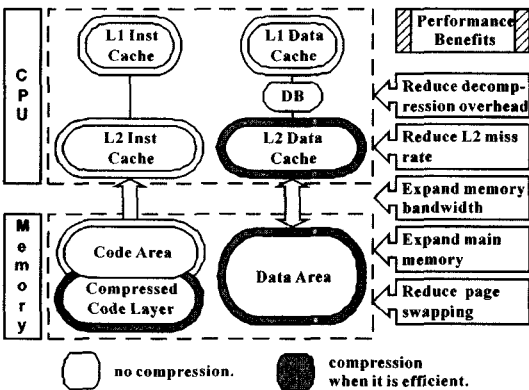 CPU
L1 Inst
Cache
L1 Data
Cache
DB
L2 Inst
Cache
L2 Data
Cache
Performance
Benefits
Reduce decomp-
ression overhead
Reduce L2 miss
rate
Expand memory
bandwidth
Expand main
memory
Reduce page
swapping
Memory
Code Area
Compressed
Code Layer
Data Area
no compression.
compression
when it is efficient.